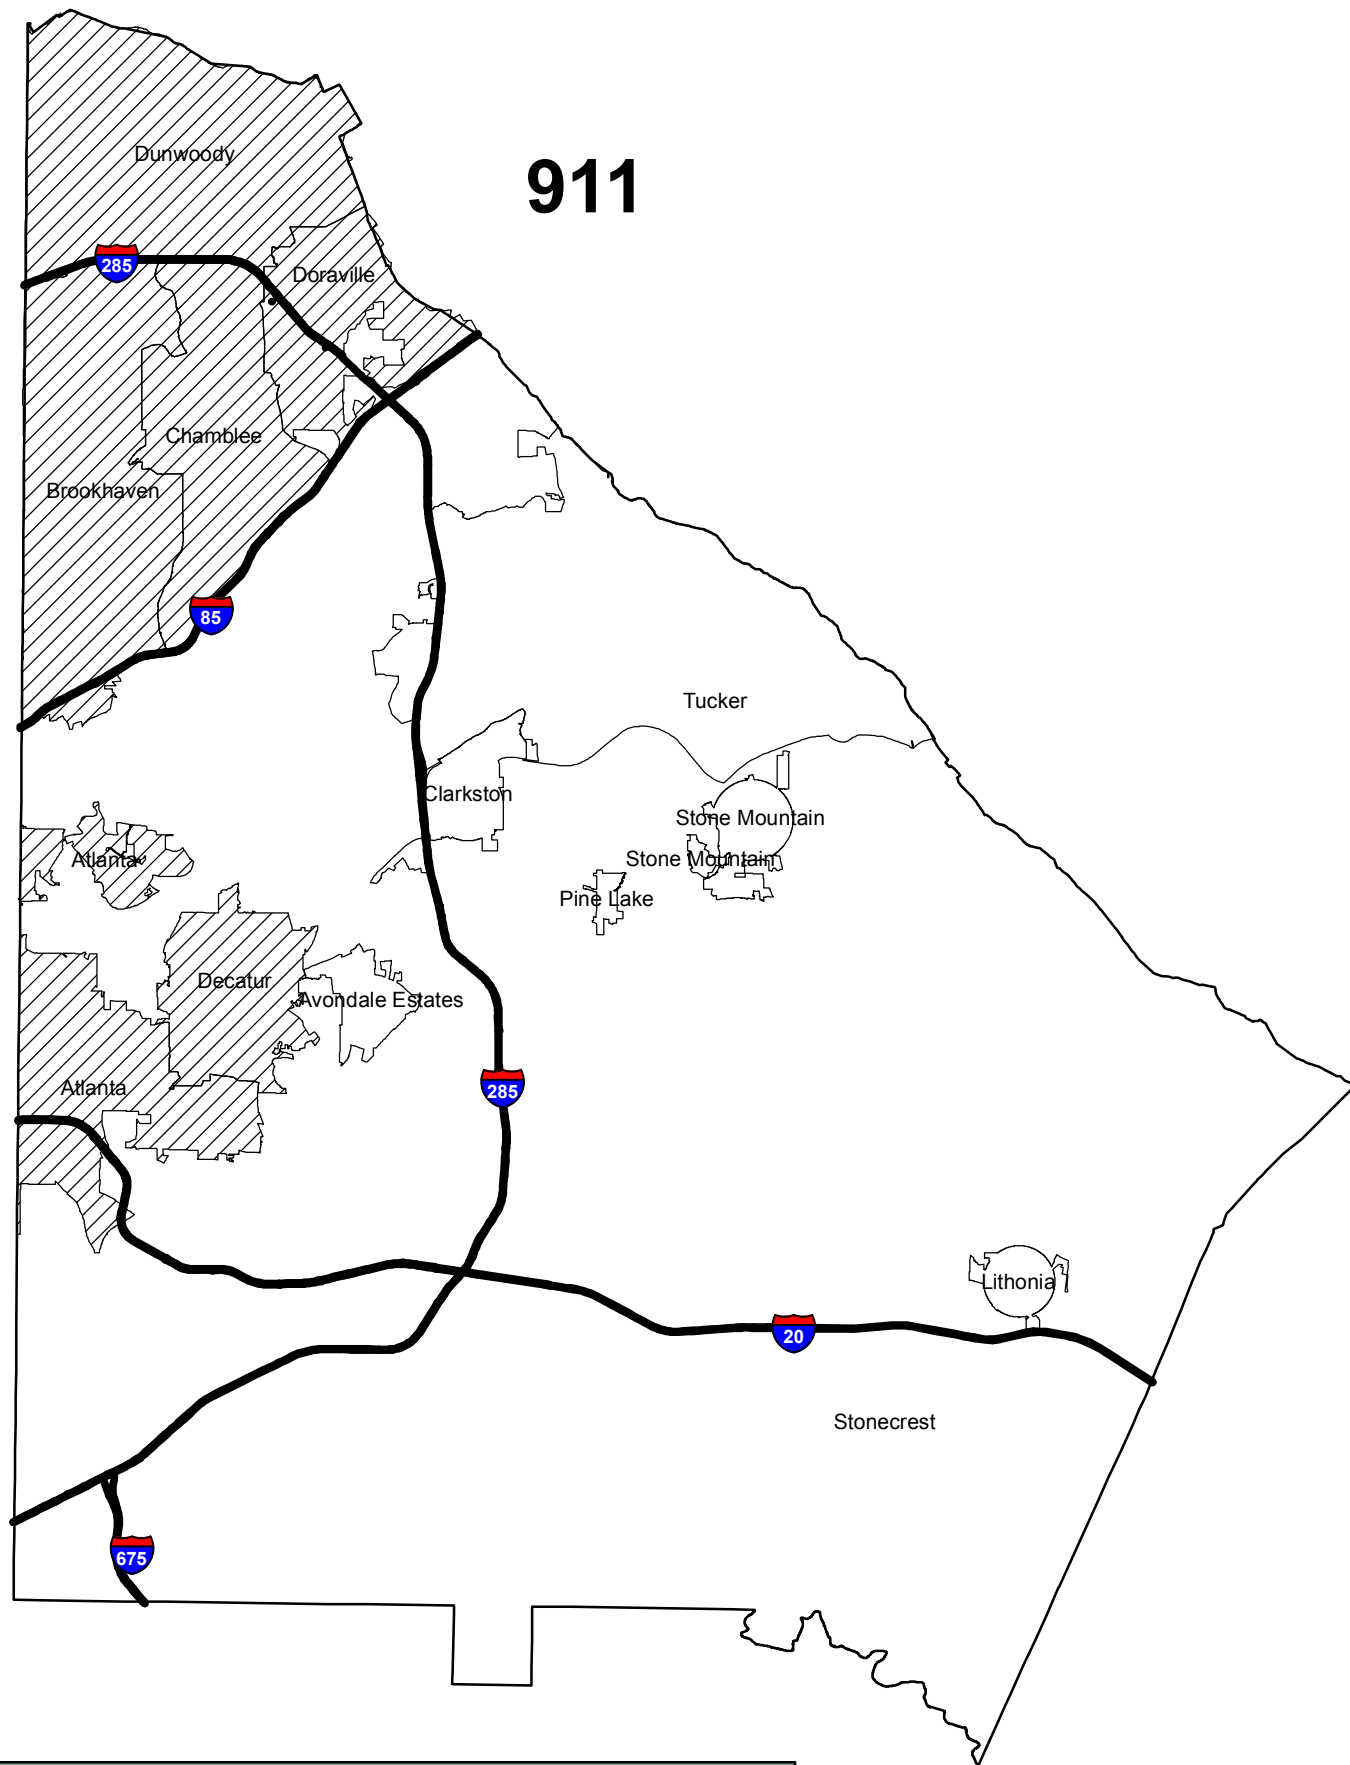 Dunwoody
911
285
Doraville
Chamblee
Brookhaven
85
Tucker
Clarkston
Stone Mountain
Atlanta
Stone Mountain
Pine Lake
Decatur
Avondale Estates
Atlanta
285
Lithonia
20
Stonecrest
675